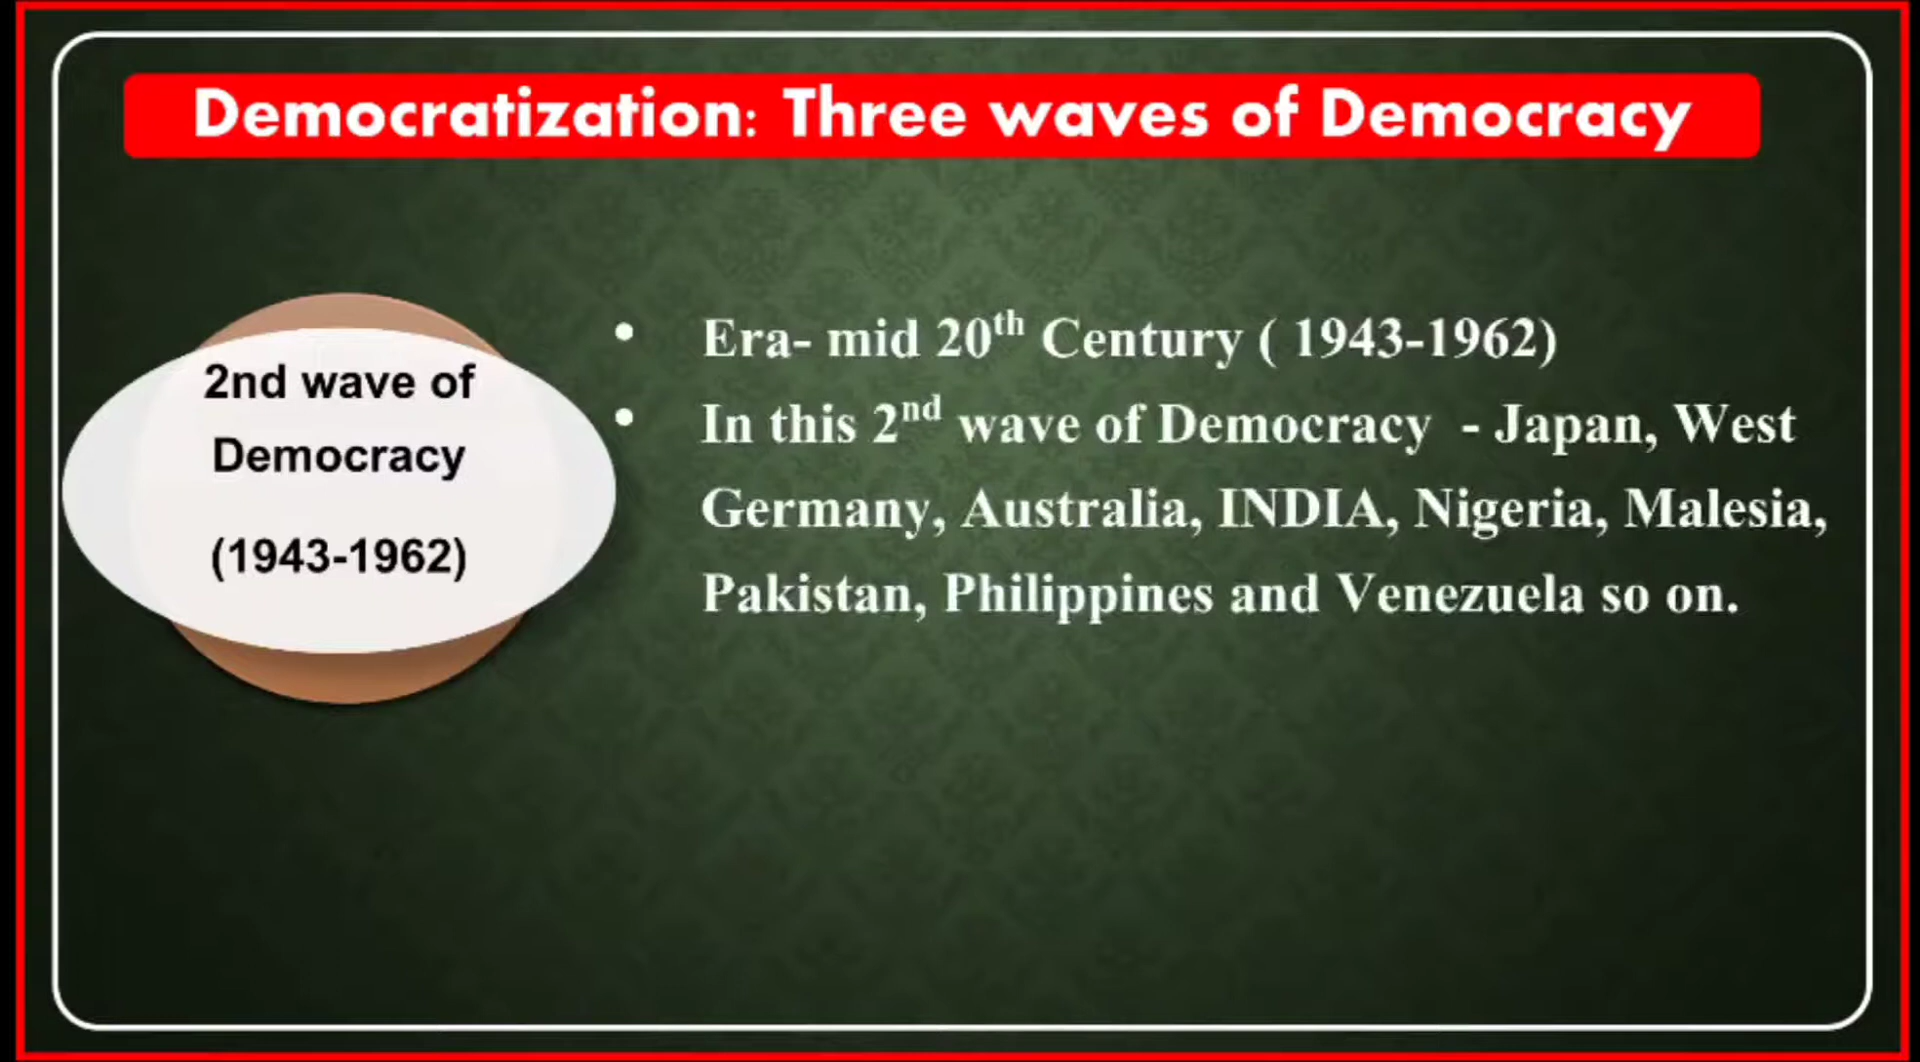 Democratization: Three waves of Democracy
2nd wave of
Democracy
(1943-1962)
• Era- mid 20th Century ( 1943-1962)
• In this 2nd wave of Democracy - Japan, West
Germany, Australia, INDIA, Nigeria, Malesia,
Pakistan, Philippines and Venezuela so on.